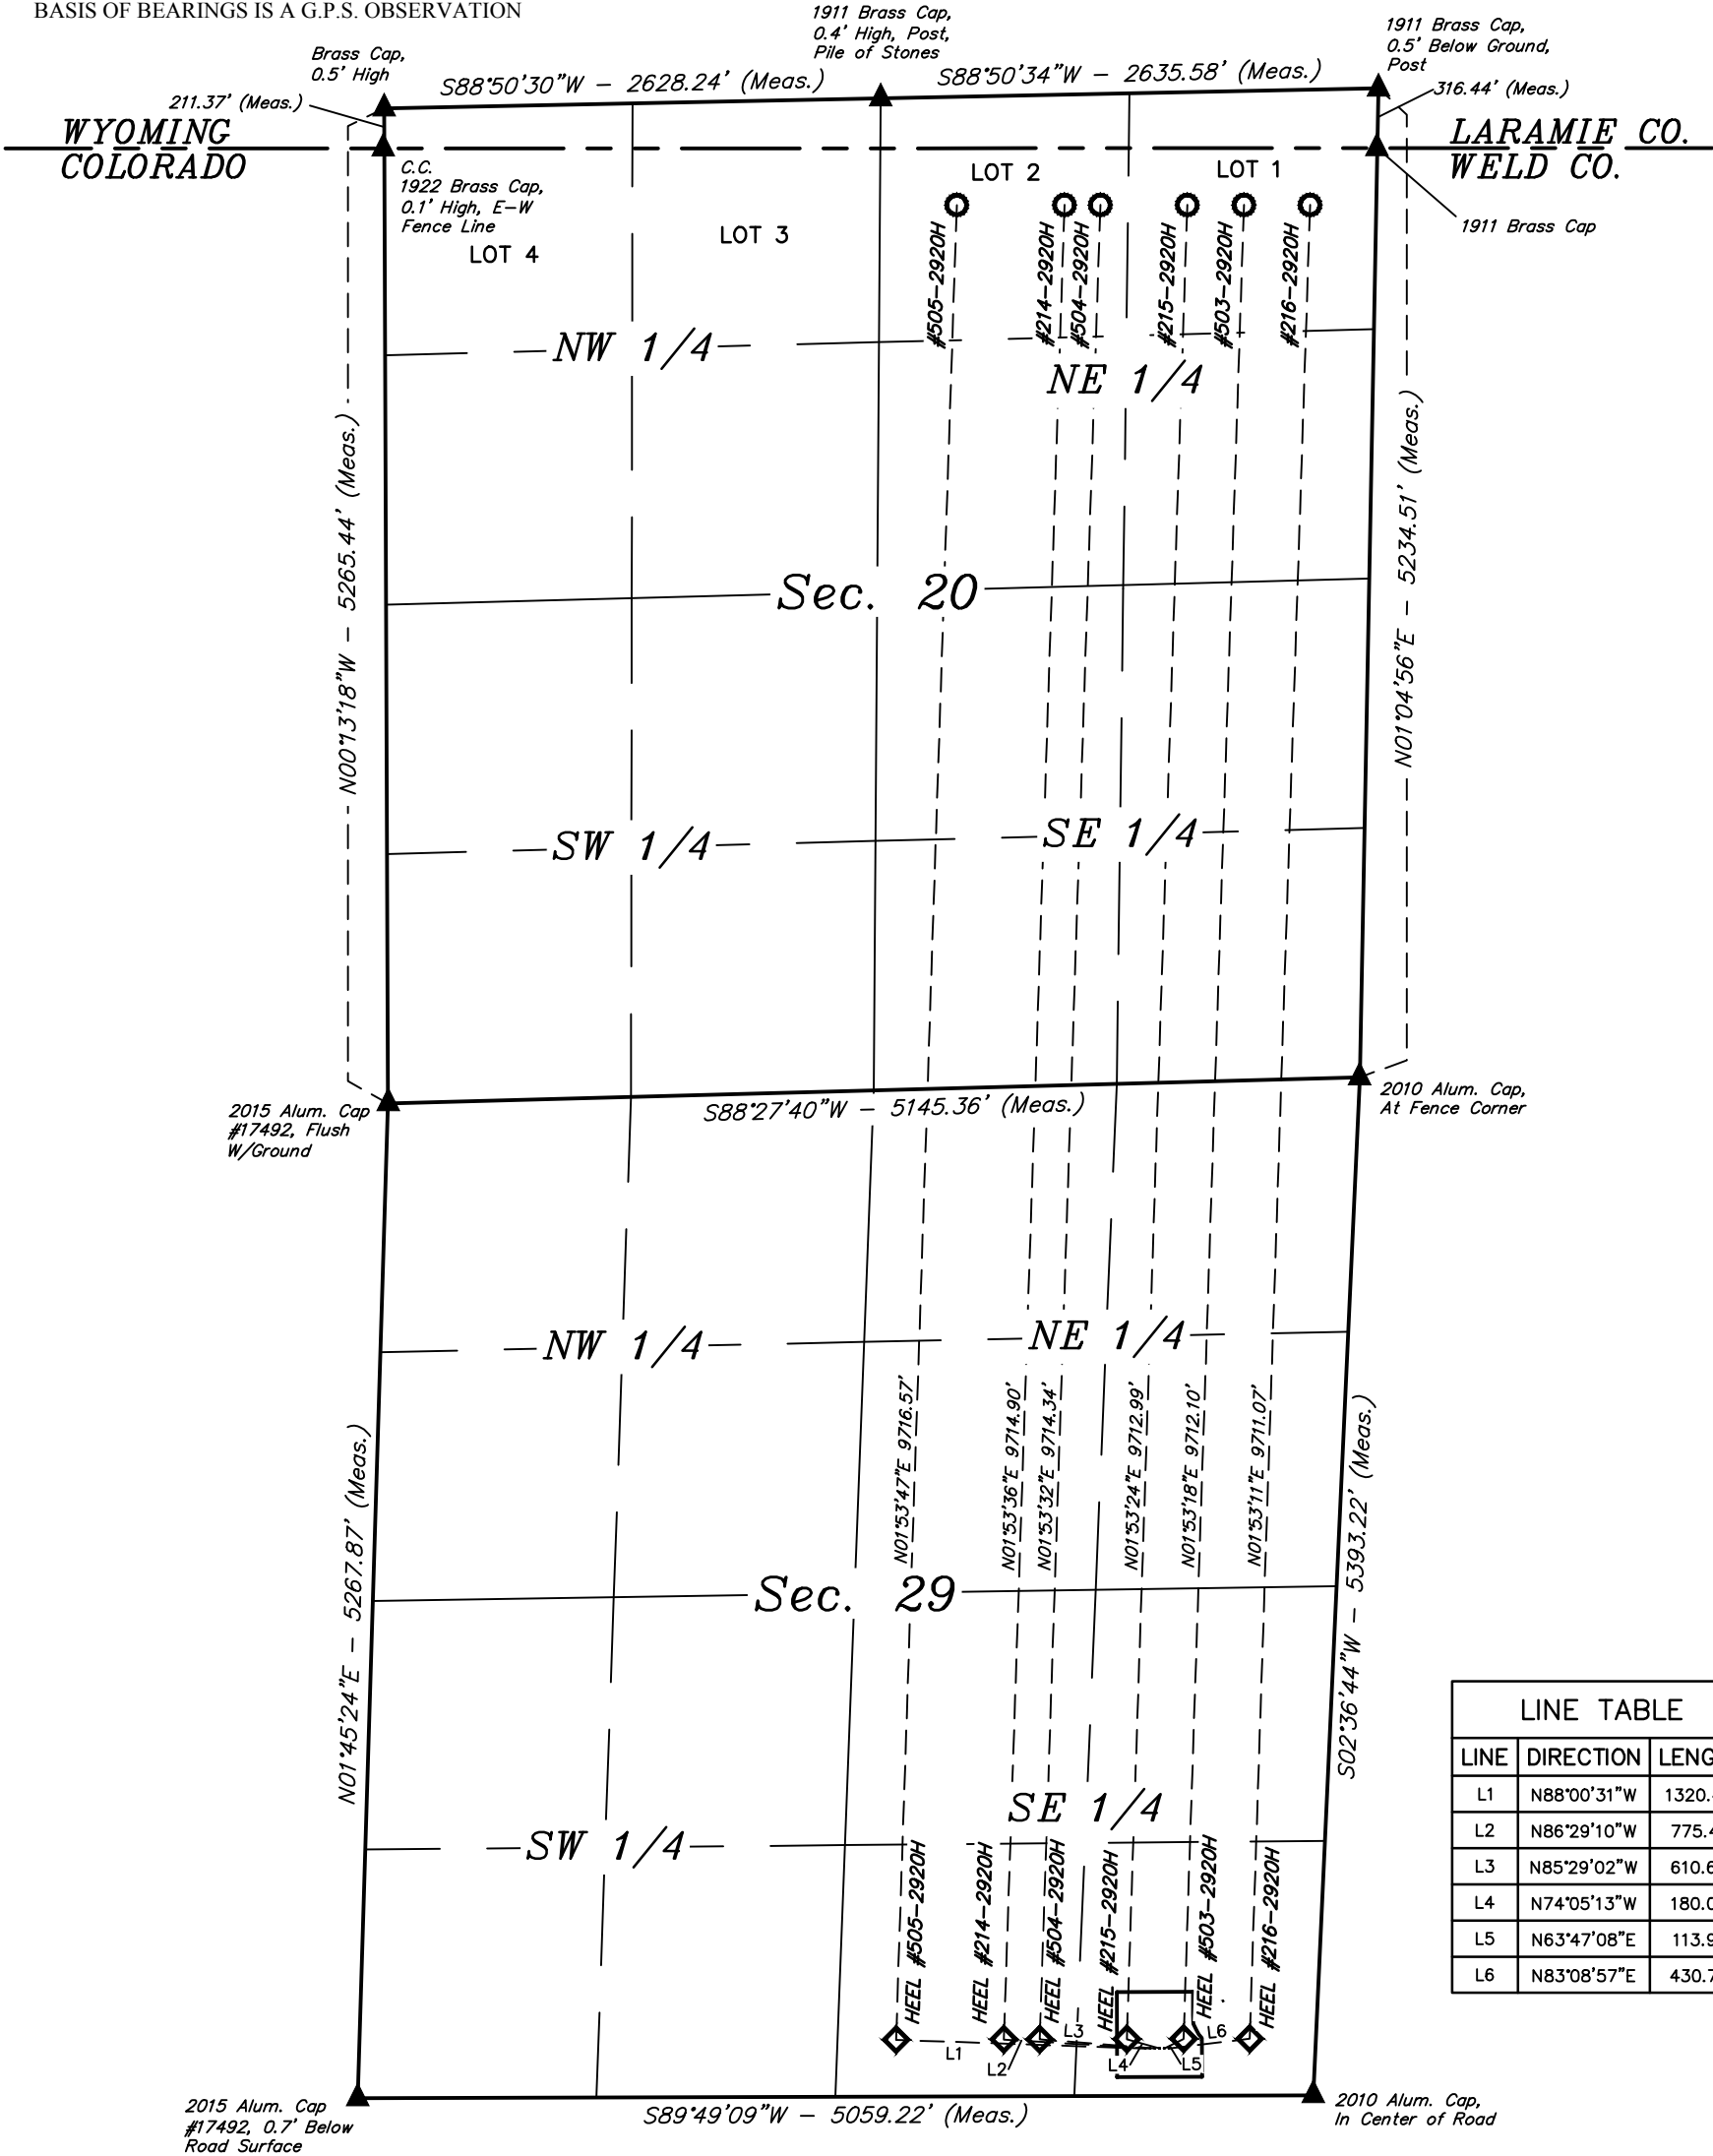 BASIS OF BEARINGS IS A G.P.S. OBSERVATION
Brass Cap,
0.5' High
1911 Brass Cap,
0.4' High, Post,
Pile of Stones
1911 Brass Cap,
0.5' Below Ground,
Post
S88°50'30"W - 2628.24' (Meas.)
S88°50'34"W - 2635.58' (Meas.)
211.37' (Meas.)
316.44' (Meas.)
WYOMING
COLORADO
LARAMIE CO.
WELD CO.
C.C.
1922 Brass Cap,
0.1' High, E-W
Fence Line
1911 Brass Cap
LOT 4
LOT 3
LOT 2
LOT 1
#505-2920H
#214-2920H
#504-2920H
#215-2920H
#503-2920H
#216-2920H
NW 1/4
NE 1/4
N00°13'18"W - 5265.44' (Meas.)
N01°04'56"E - 5234.51' (Meas.)
Sec. 20
SW 1/4
SE 1/4
2015 Alum. Cap
#17492, Flush
W/Ground
S88°27'40"W - 5145.36' (Meas.)
2010 Alum. Cap,
At Fence Corner
NW 1/4
NE 1/4
N01°53'47"E 9716.57'
N01°53'36"E 9714.90'
N01°53'32"E 9714.34'
N01°53'24"E 9712.99'
N01°53'18"E 9712.10'
N01°53'11"E 9711.07'
N01°45'24"E - 5267.87' (Meas.)
S02°36'44"W - 5393.22' (Meas.)
Sec. 29
SW 1/4
SE 1/4
HEEL #505-2920H
HEEL #214-2920H
HEEL #504-2920H
HEEL #215-2920H
HEEL #503-2920H
HEEL #216-2920H
L1
L2
L3
L4
L5
L6
2015 Alum. Cap
#17492, 0.7' Below
Road Surface
S89°49'09"W - 5059.22' (Meas.)
2010 Alum. Cap,
In Center of Road
LINE TABLE
LINE DIRECTION LENG
L1 N88°00'31"W 1320.
L2 N86°29'10"W 775.4
L3 N85°29'02"W 610.6
L4 N74°05'13"W 180.0
L5 N63°47'08"E 113.9
L6 N83°08'57"E 430.7